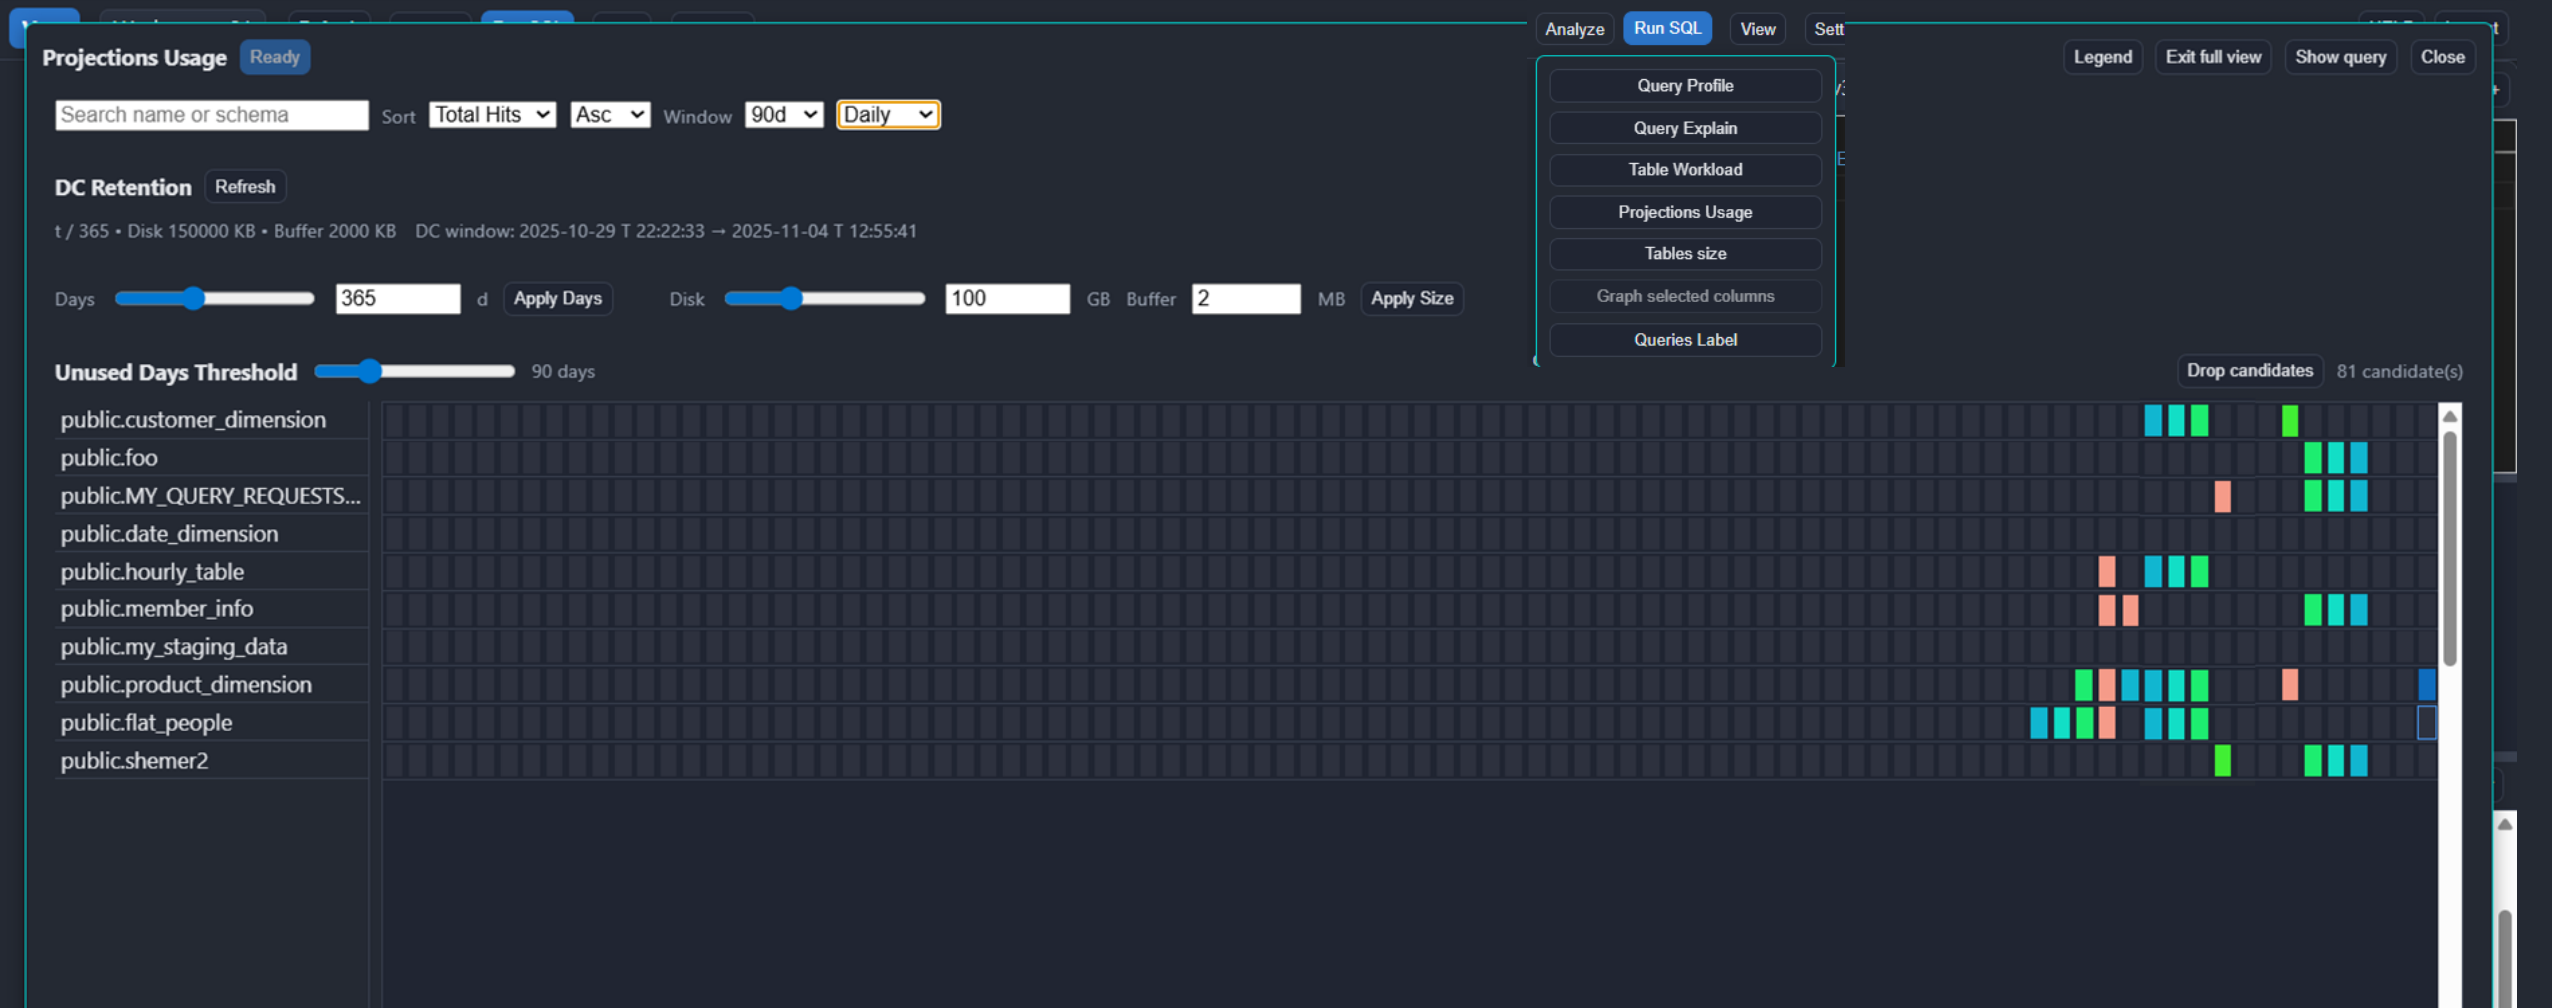 Analyze Run SQL View Sett
Projections Usage Ready Legend Exit full view Show query Close
Search name or schema Sort Total Hits Asc Window 90d Daily
Query Profile
Query Explain
Table Workload
Projections Usage
Tables size
Graph selected columns
Queries Label
DC Retention Refresh
t / 365 • Disk 150000 KB • Buffer 2000 KB DC window: 2025-10-29 T 22:22:33 → 2025-11-04 T 12:55:41
Days 365 d Apply Days Disk 100 GB Buffer 2 MB Apply Size
Unused Days Threshold 90 days Drop candidates 81 candidate(s)
public.customer_dimension
public.foo
public.MY_QUERY_REQUESTS...
public.date_dimension
public.hourly_table
public.member_info
public.my_staging_data
public.product_dimension
public.flat_people
public.shemer2